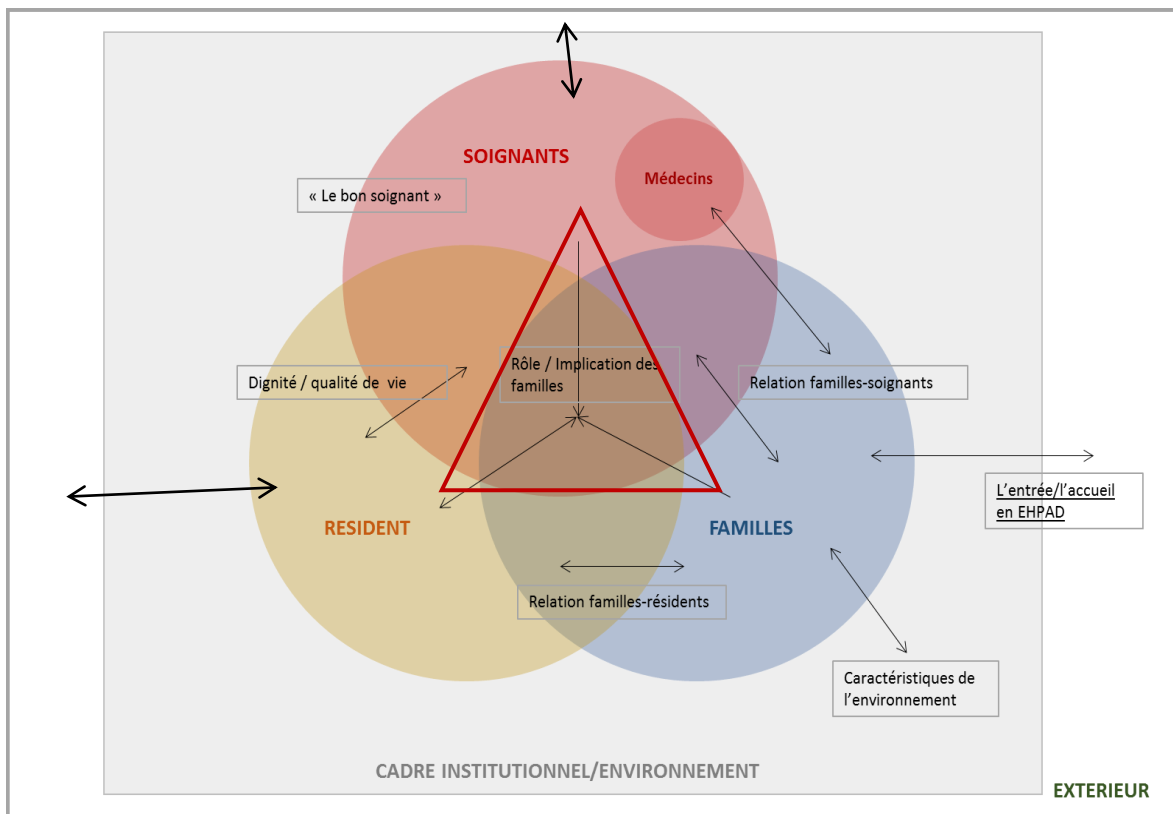 SOIGNANTS
Médecins
« Le bon soignant »
Dignité / qualité de vie
Rôle / Implication des
familles
Relation familles-soignants
L'entrée/l'accueil
en EHPAD
RESIDENT
FAMILLES
Relation familles-résidents
Caractéristiques de
l'environnement
CADRE INSTITUTIONNEL/ENVIRONNEMENT
EXTERIEUR